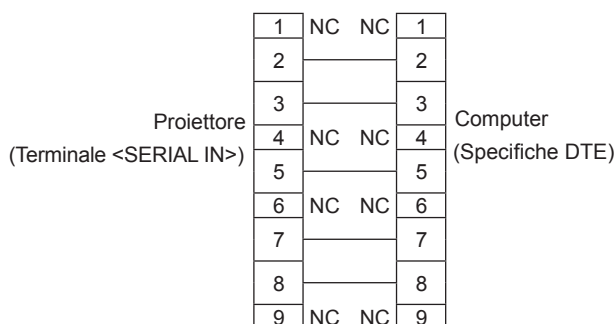 1 NC NC 1
2 2
3 3
Proiettore
(Terminale <SERIAL IN>)
Computer
(Specifiche DTE)
4 NC NC 4
5 5
6 NC NC 6
7 7
8 8
9 NC NC 9